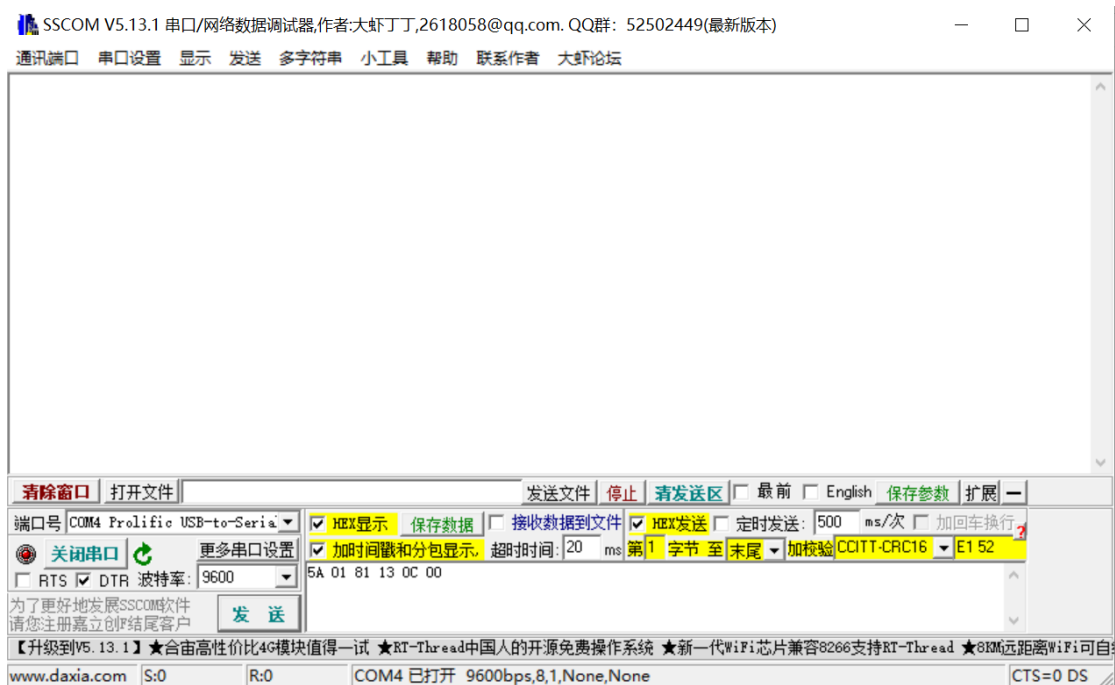 SSCOM V5.13.1 串口/网络数据调试器,作者:大虾丁丁,2618058@qq.com. QQ群: 52502449(最新版本)
通讯端口 串口设置 显示 发送 多字符串 小工具 帮助 联系作者 大虾论坛
清除窗口 打开文件 发送文件 停止 清发送区 最前 English 保存参数 扩展 —
端口号 COM4 Prolific USB-to-Seria HEX显示 保存数据 接收数据到文件 HEX发送 定时发送: 500 ms/次 加回车换行 ?
关闭串口 更多串口设置 加时间戳和分包显示, 超时时间: 20 ms 第 1 字节 至 末尾 加校验 CCITT-CRC16 E1 52
RTS DTR 波特率: 9600 5A 01 81 13 0C 00
为了更好地发展SSCOM软件
请您注册嘉立创F结尾客户 发 送
【升级到V5.13.1】★合宙高性价比4G模块值得一试 ★RT-Thread中国人的开源免费操作系统 ★新一代WiFi芯片兼容8266支持RT-Thread ★8KM远距离WiFi可自
www.daxia.com S:0 R:0 COM4 已打开 9600bps,8,1,None,None CTS=0 DS